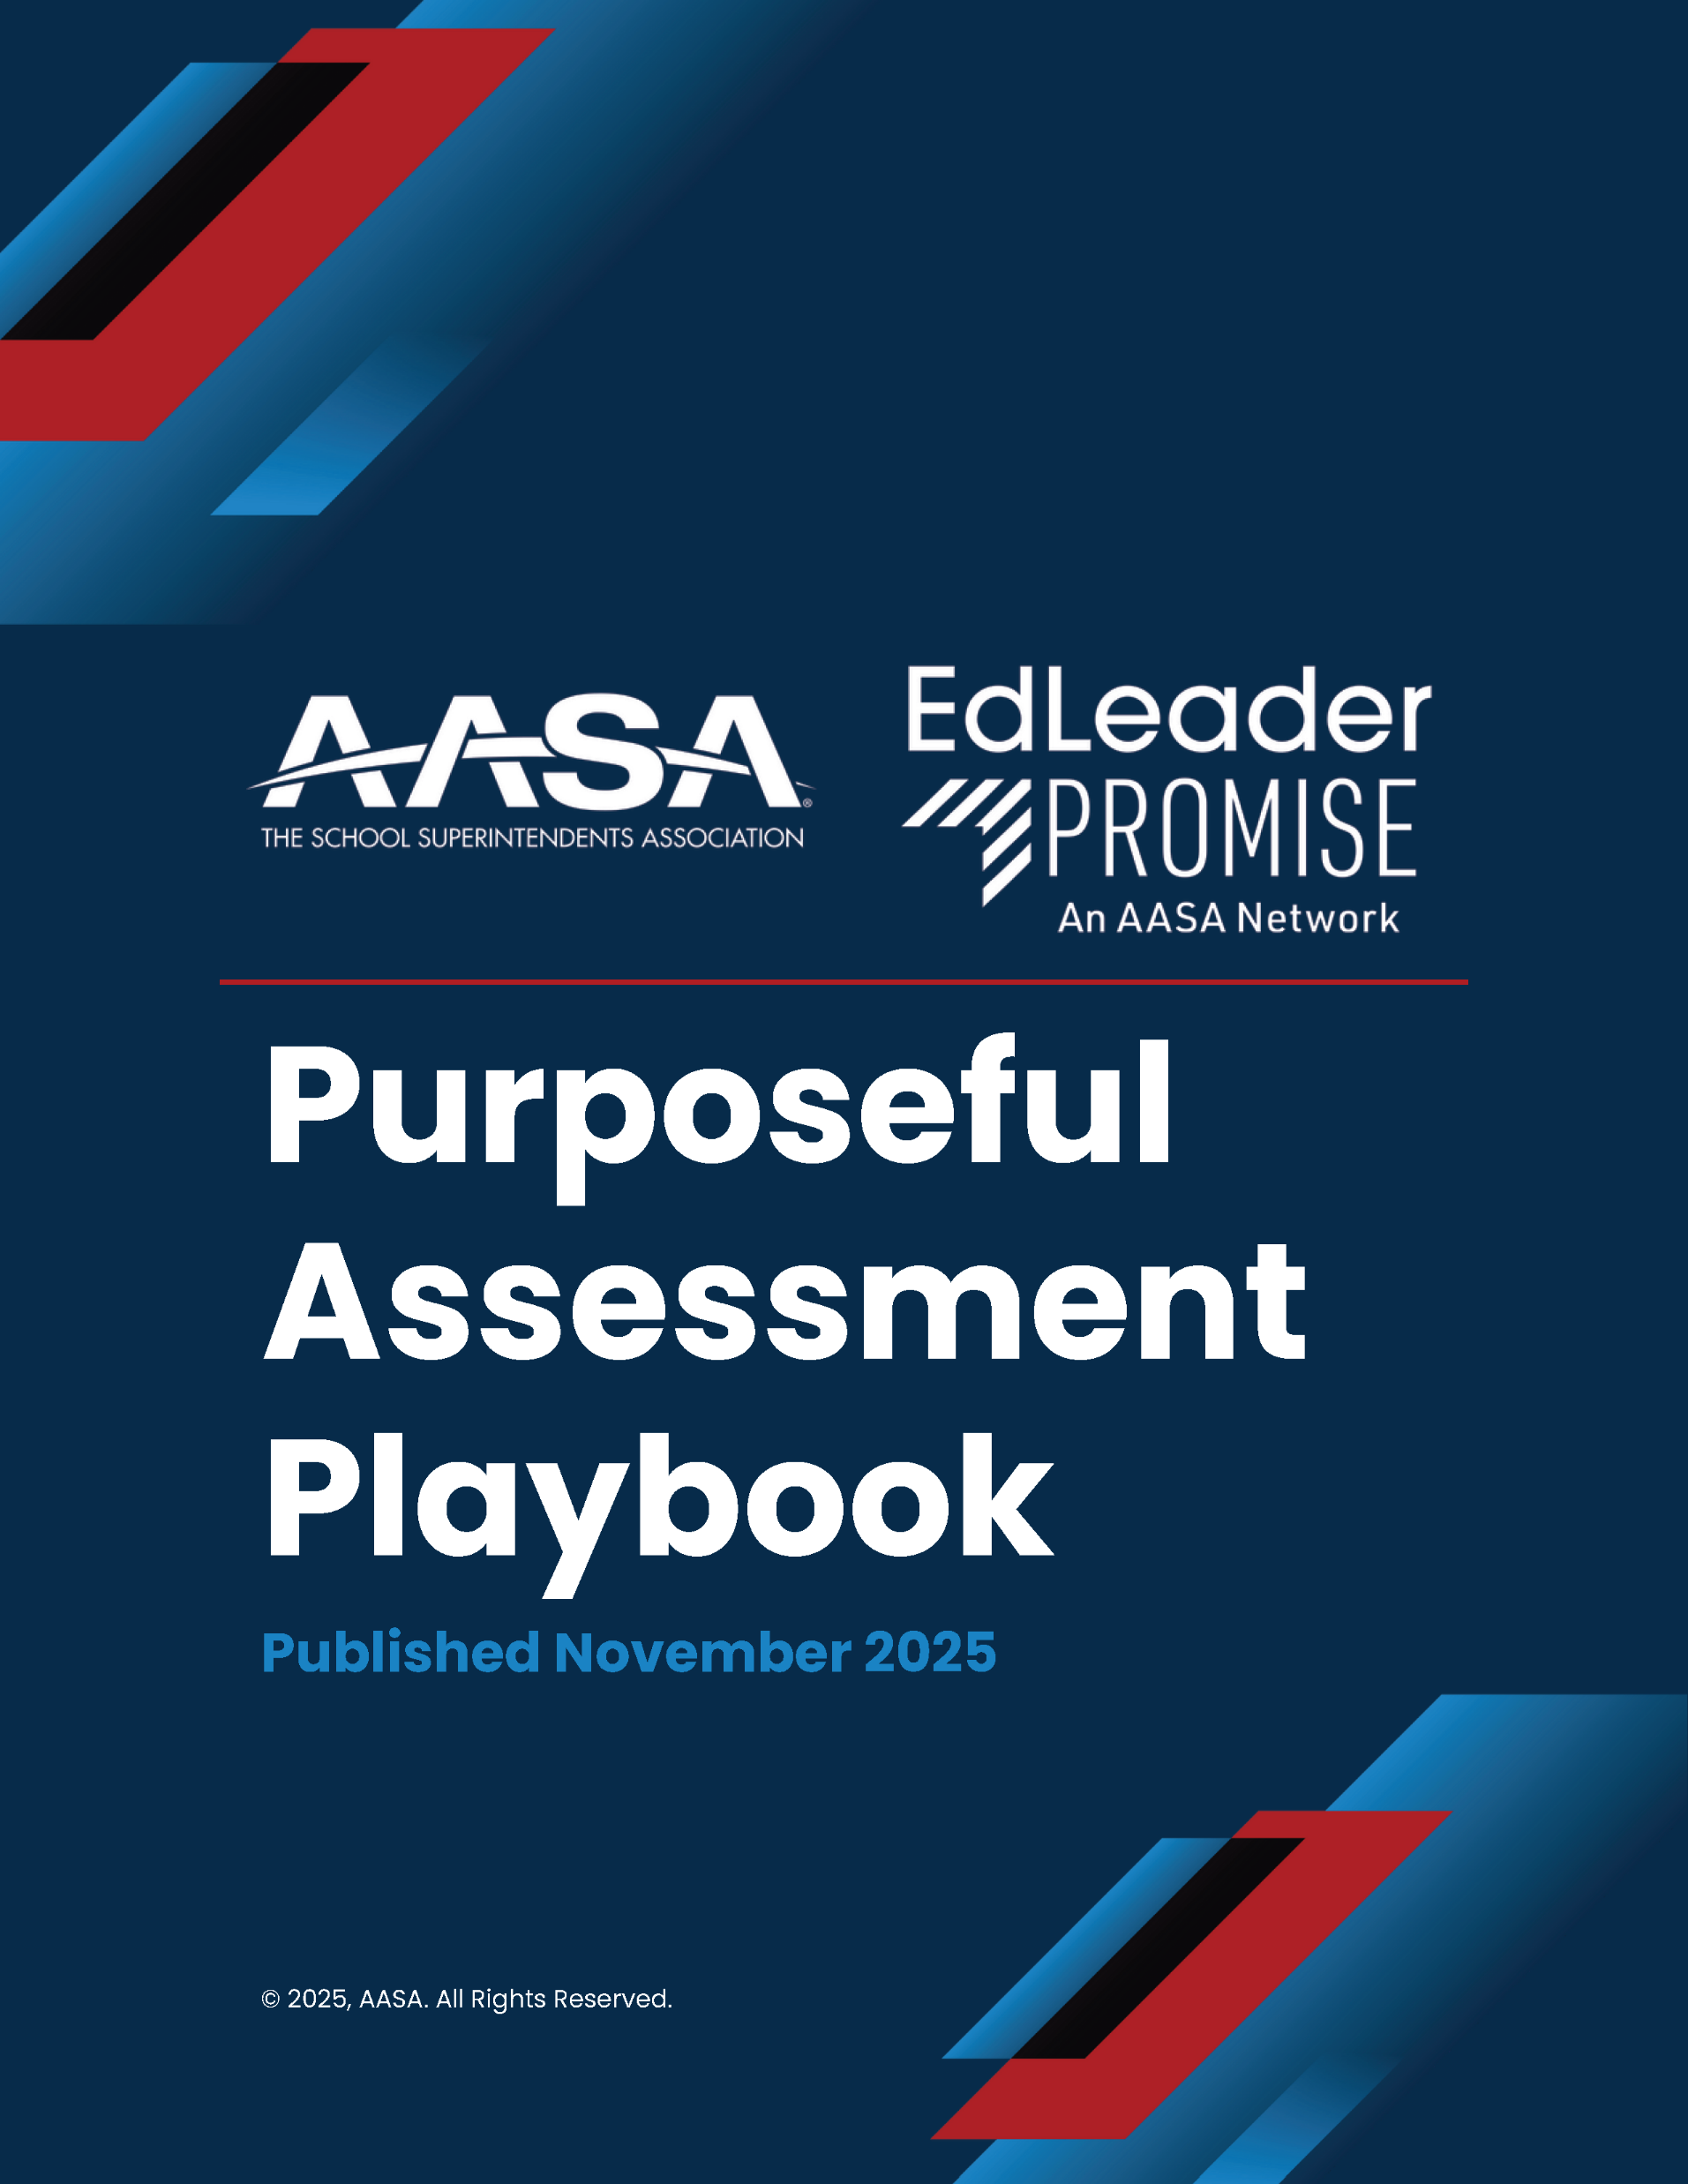 AASA®
THE SCHOOL SUPERINTENDENTS ASSOCIATION
EdLeader
PROMISE
An AASA Network
Purposeful
Assessment
Playbook
Published November 2025
© 2025, AASA. All Rights Reserved.